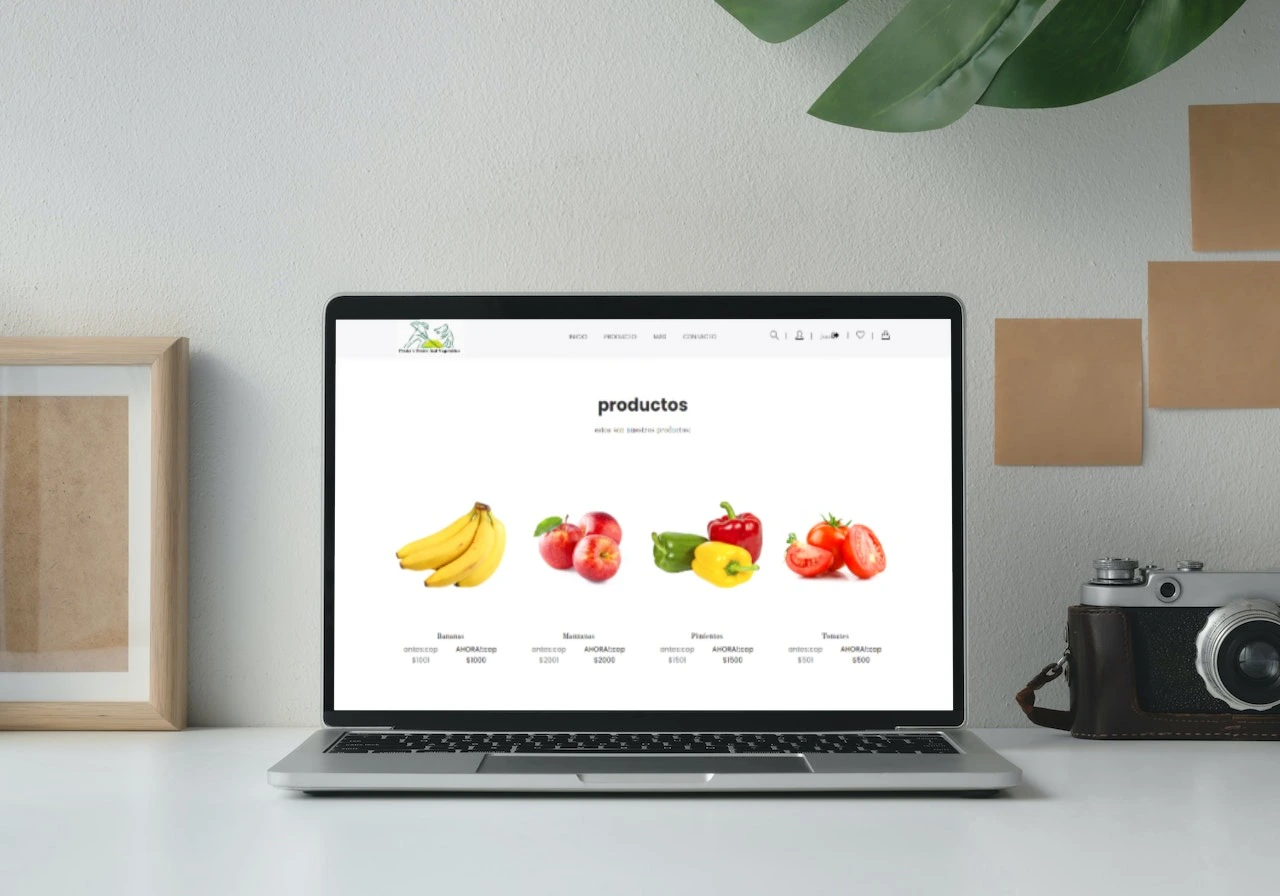 INICIO PRODUCTO MAS CONTACTO
productos
estos son nuestros productos
Bananas Manzanas Pimientos Tomates
antes:cop AHORA!:cop antes:cop AHORA!:cop antes:cop AHORA!:cop antes:cop AHORA!:cop
$1001 $1000 $2001 $2000 $1501 $1500 $501 $500